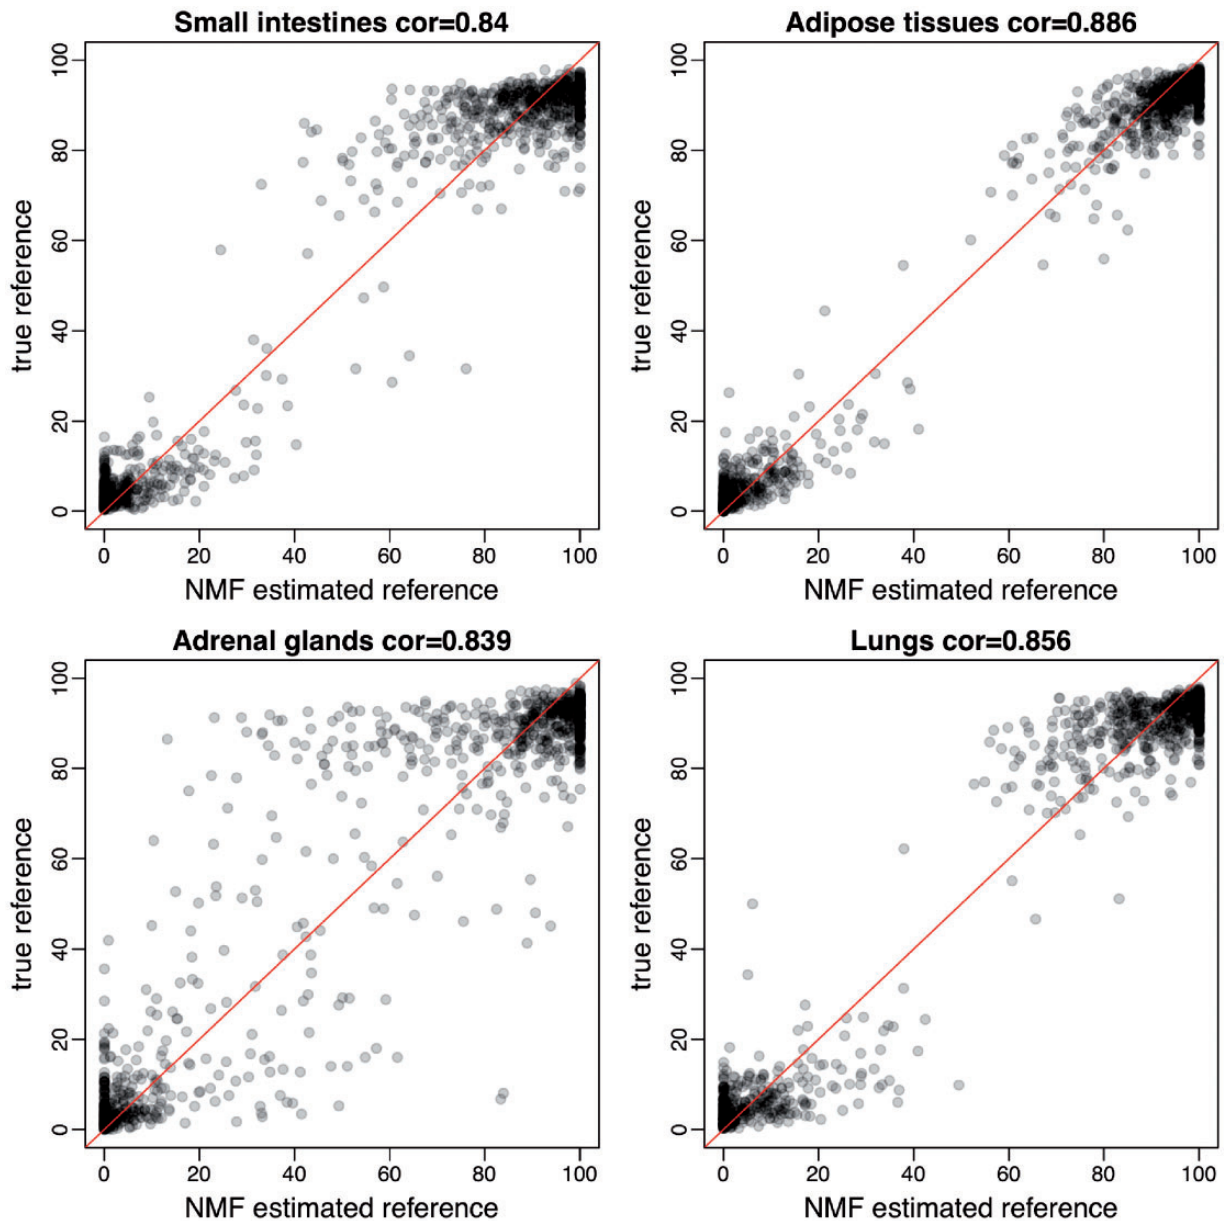 Small intestines cor=0.84
100
80
60
40
20
0
true reference
0 20 40 60 80 100
NMF estimated reference
Adipose tissues cor=0.886
100
80
60
40
20
0
true reference
0 20 40 60 80 100
NMF estimated reference
Adrenal glands cor=0.839
100
80
60
40
20
0
true reference
0 20 40 60 80 100
NMF estimated reference
Lungs cor=0.856
100
80
60
40
20
0
true reference
0 20 40 60 80 100
NMF estimated reference